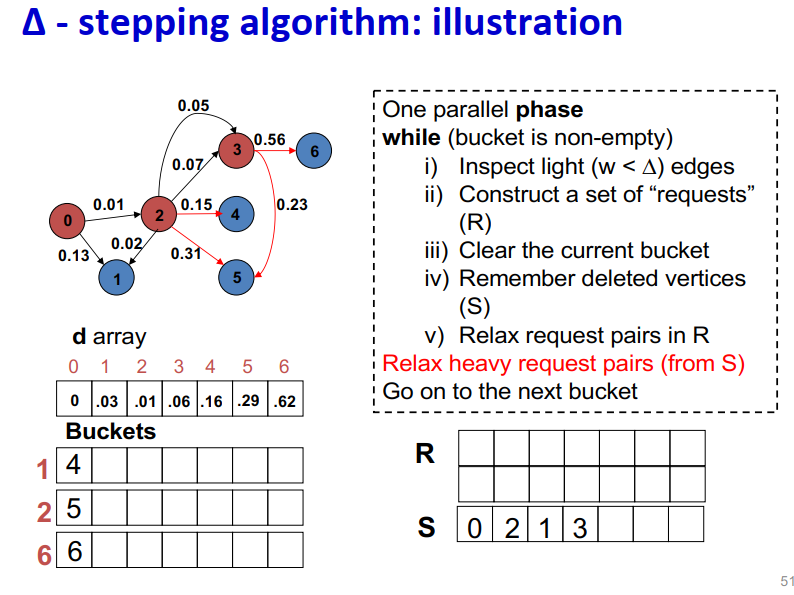 Δ - stepping algorithm: illustration
0.05
0.56
3
6
0.07
0.01
0.15
0.23
0
2
4
0.02
0.13
0.31
1
5
One parallel phase
while (bucket is non-empty)
i) Inspect light (w < Δ) edges
ii) Construct a set of “requests”
(R)
iii) Clear the current bucket
iv) Remember deleted vertices
(S)
v) Relax request pairs in R
Relax heavy request pairs (from S)
Go on to the next bucket
d array
0 1 2 3 4 5 6
0 .03 .01 .06 .16 .29 .62
Buckets
1 4
2 5
6 6
R
S 0 2 1 3
51